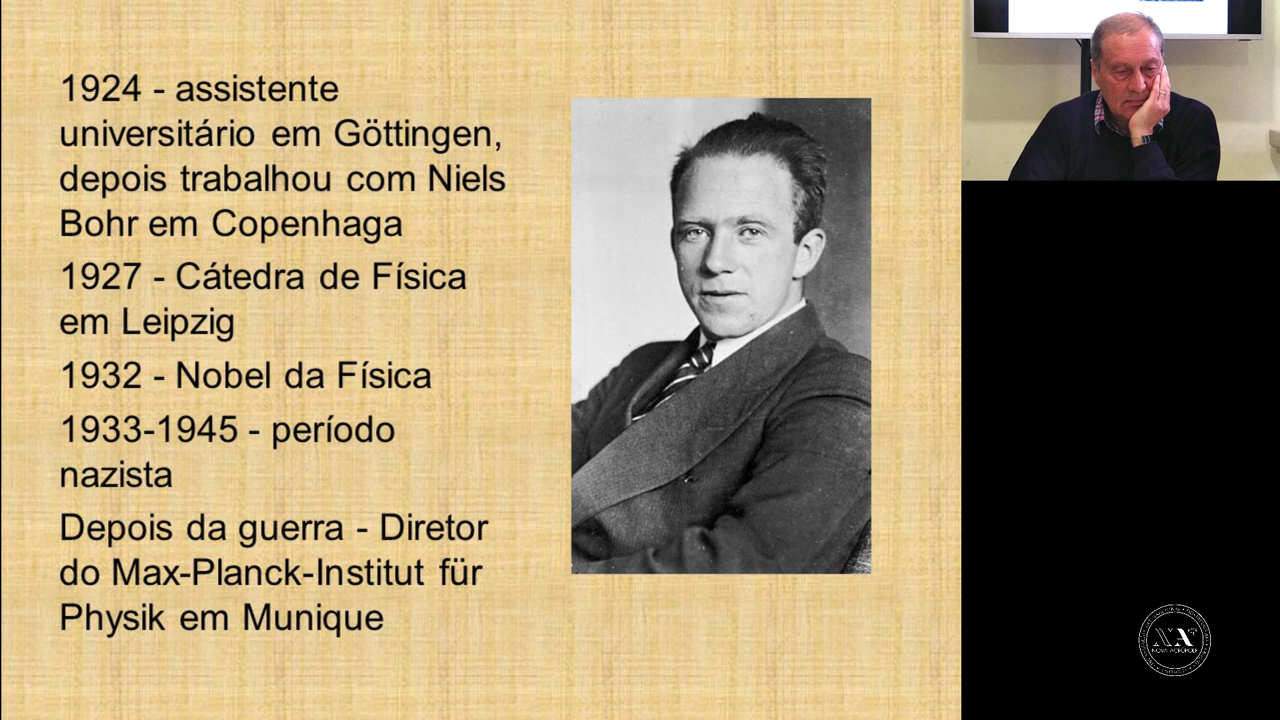 1924 - assistente
universitário em Göttingen,
depois trabalhou com Niels
Bohr em Copenhaga
1927 - Cátedra de Física
em Leipzig
1932 - Nobel da Física
1933-1945 - período
nazista
Depois da guerra - Diretor
do Max-Planck-Institut für
Physik em Munique
NOVA ACRÓPOLE